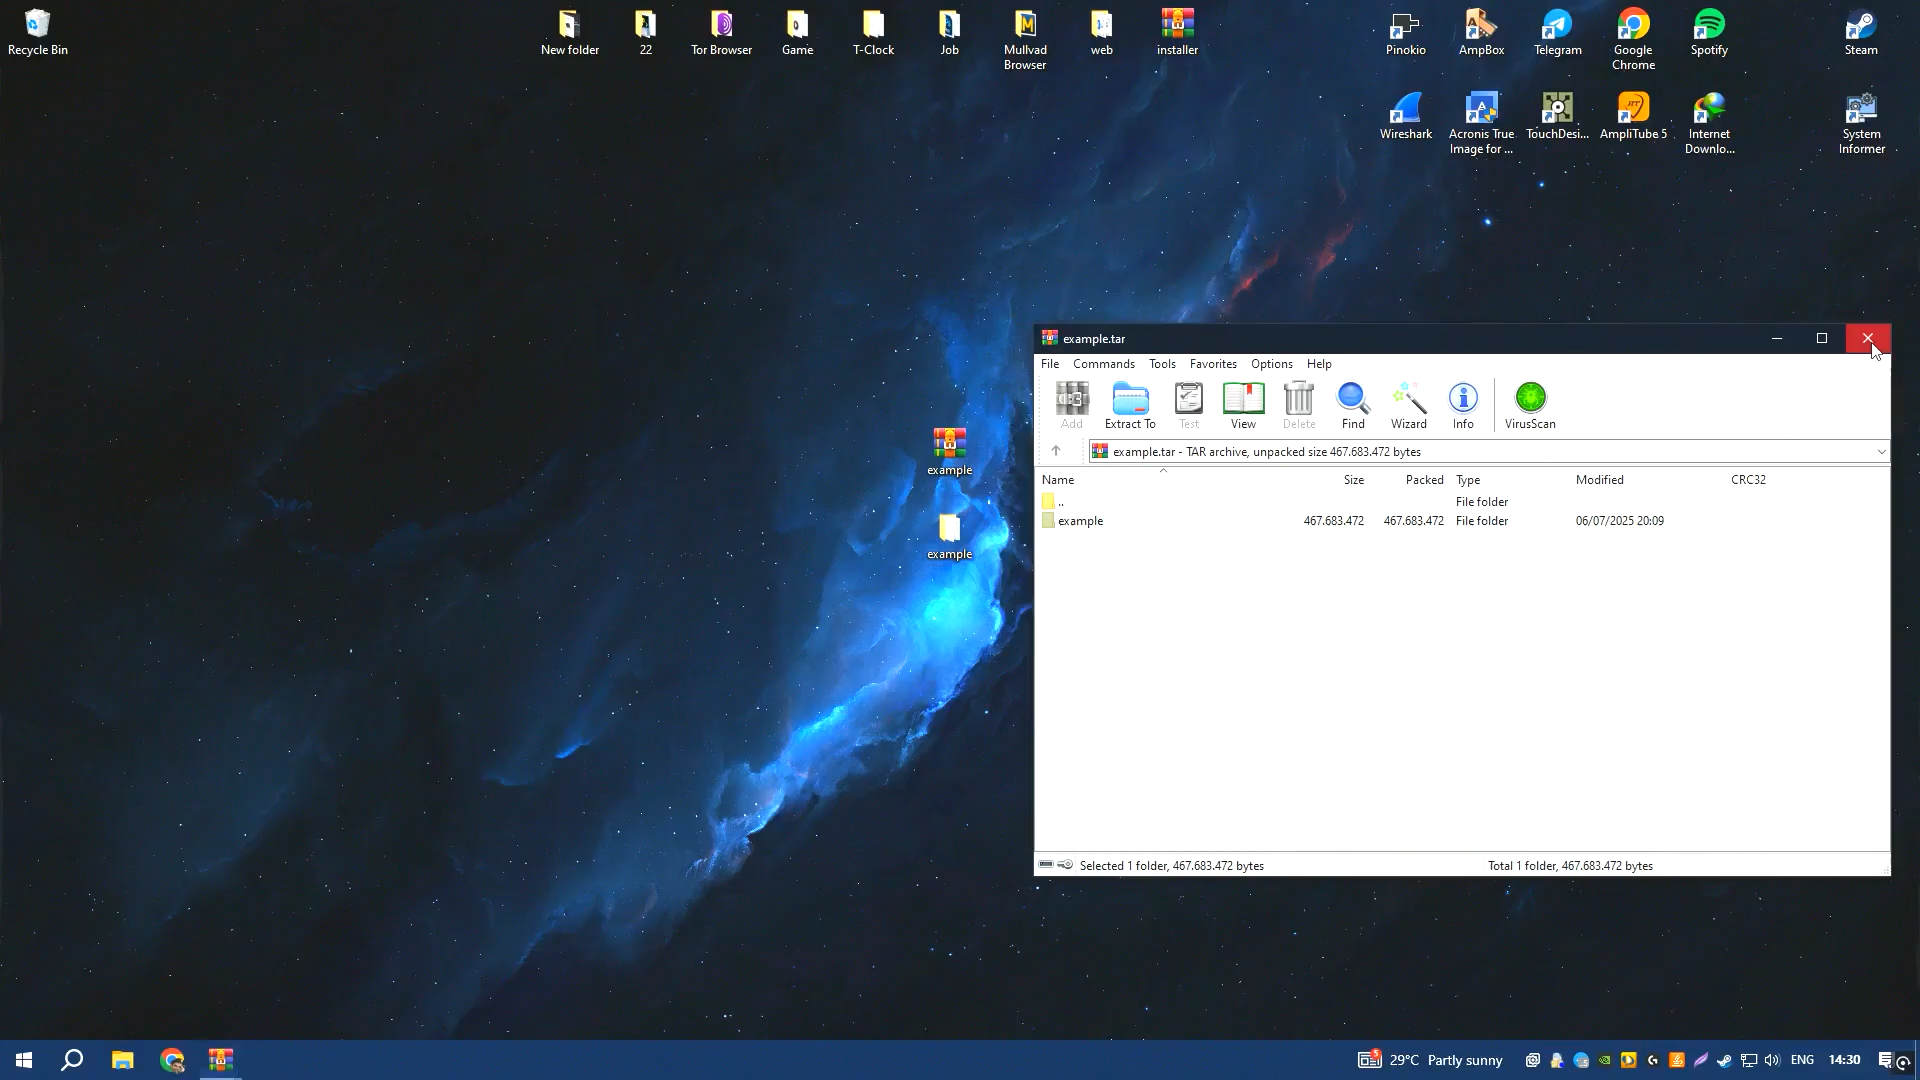 Recycle Bin
New folder
22
Tor Browser
Game
T-Clock
Job
Mullvad
Browser
web
installer
Pinokio
AmpBox
Telegram
Google
Chrome
Spotify
Steam
Wireshark
Acronis True
Image for ...
TouchDesi...
AmpliTube 5
Internet
Downlo...
System
Informer
example
example
example.tar
File Commands Tools Favorites Options Help
Add Extract To Test View Delete Find Wizard Info VirusScan
example.tar - TAR archive, unpacked size 467.683.472 bytes
Name Size Packed Type Modified CRC32
.. File folder
example 467.683.472 467.683.472 File folder 06/07/2025 20:09
Selected 1 folder, 467.683.472 bytes Total 1 folder, 467.683.472 bytes
5 29°C Partly sunny ENG 14:30